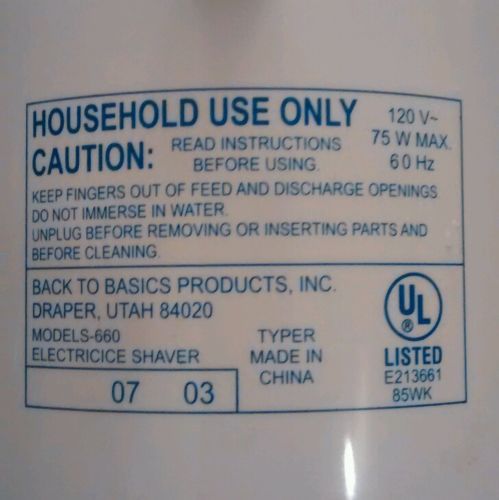 HOUSEHOLD USE ONLY
120 V~
75 W MAX.
60 Hz
CAUTION: READ INSTRUCTIONS
BEFORE USING.
KEEP FINGERS OUT OF FEED AND DISCHARGE OPENINGS
DO NOT IMMERSE IN WATER.
UNPLUG BEFORE REMOVING OR INSERTING PARTS AND
BEFORE CLEANING.
BACK TO BASICS PRODUCTS, INC.
DRAPER, UTAH 84020
MODELS-660
ELECTRICICE SHAVER
TYPER
MADE IN
CHINA
07 03
UL
®
LISTED
E213661
85WK